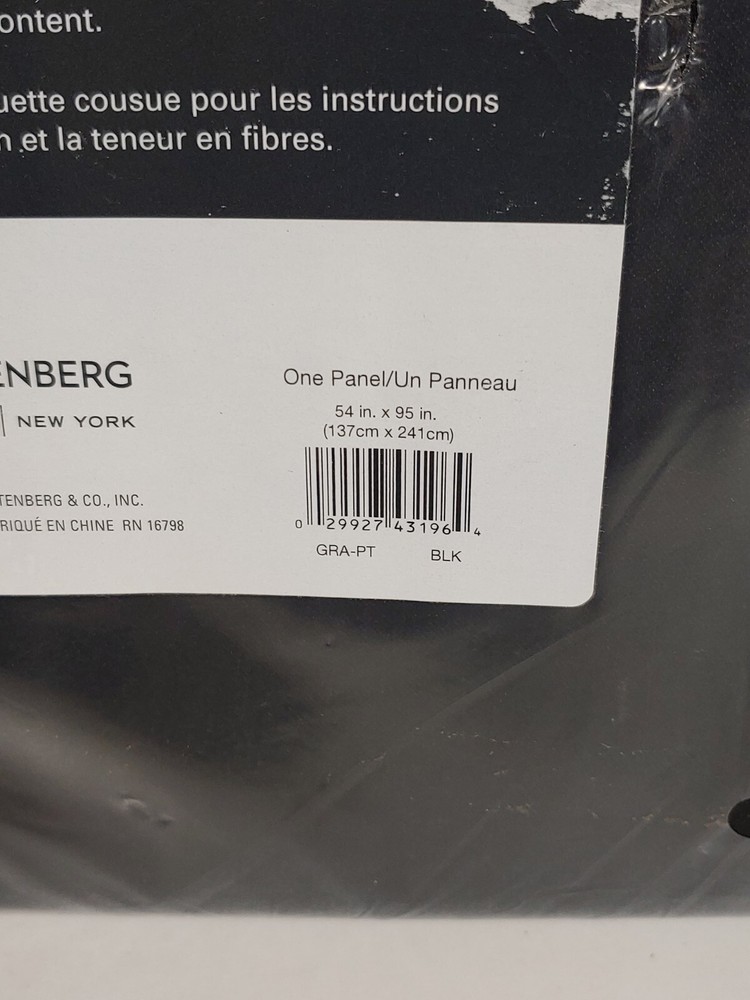 ontent.
uette cousue pour les instructions
n et la teneur en fibres.
ENBERG
NEW YORK
TENBERG & CO., INC.
RIQUÉ EN CHINE RN 16798
One Panel/Un Panneau
54 in. x 95 in.
(137cm x 241cm)
0 29927 43196 4
GRA-PT BLK